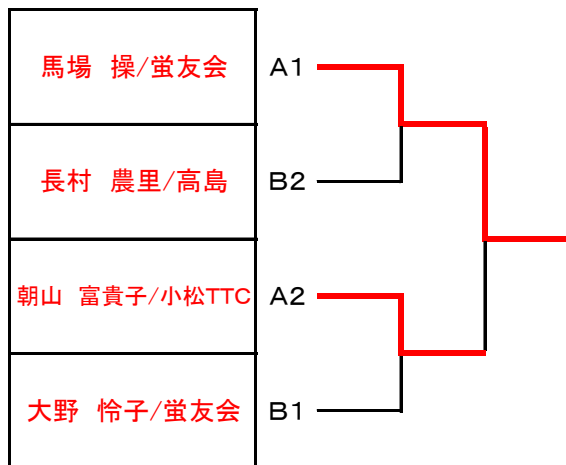 馬場　操/蛍友会 A1
長村　農里/高島 B2
朝山　富貴子/小松TTC A2
大野　怜子/蛍友会 B1